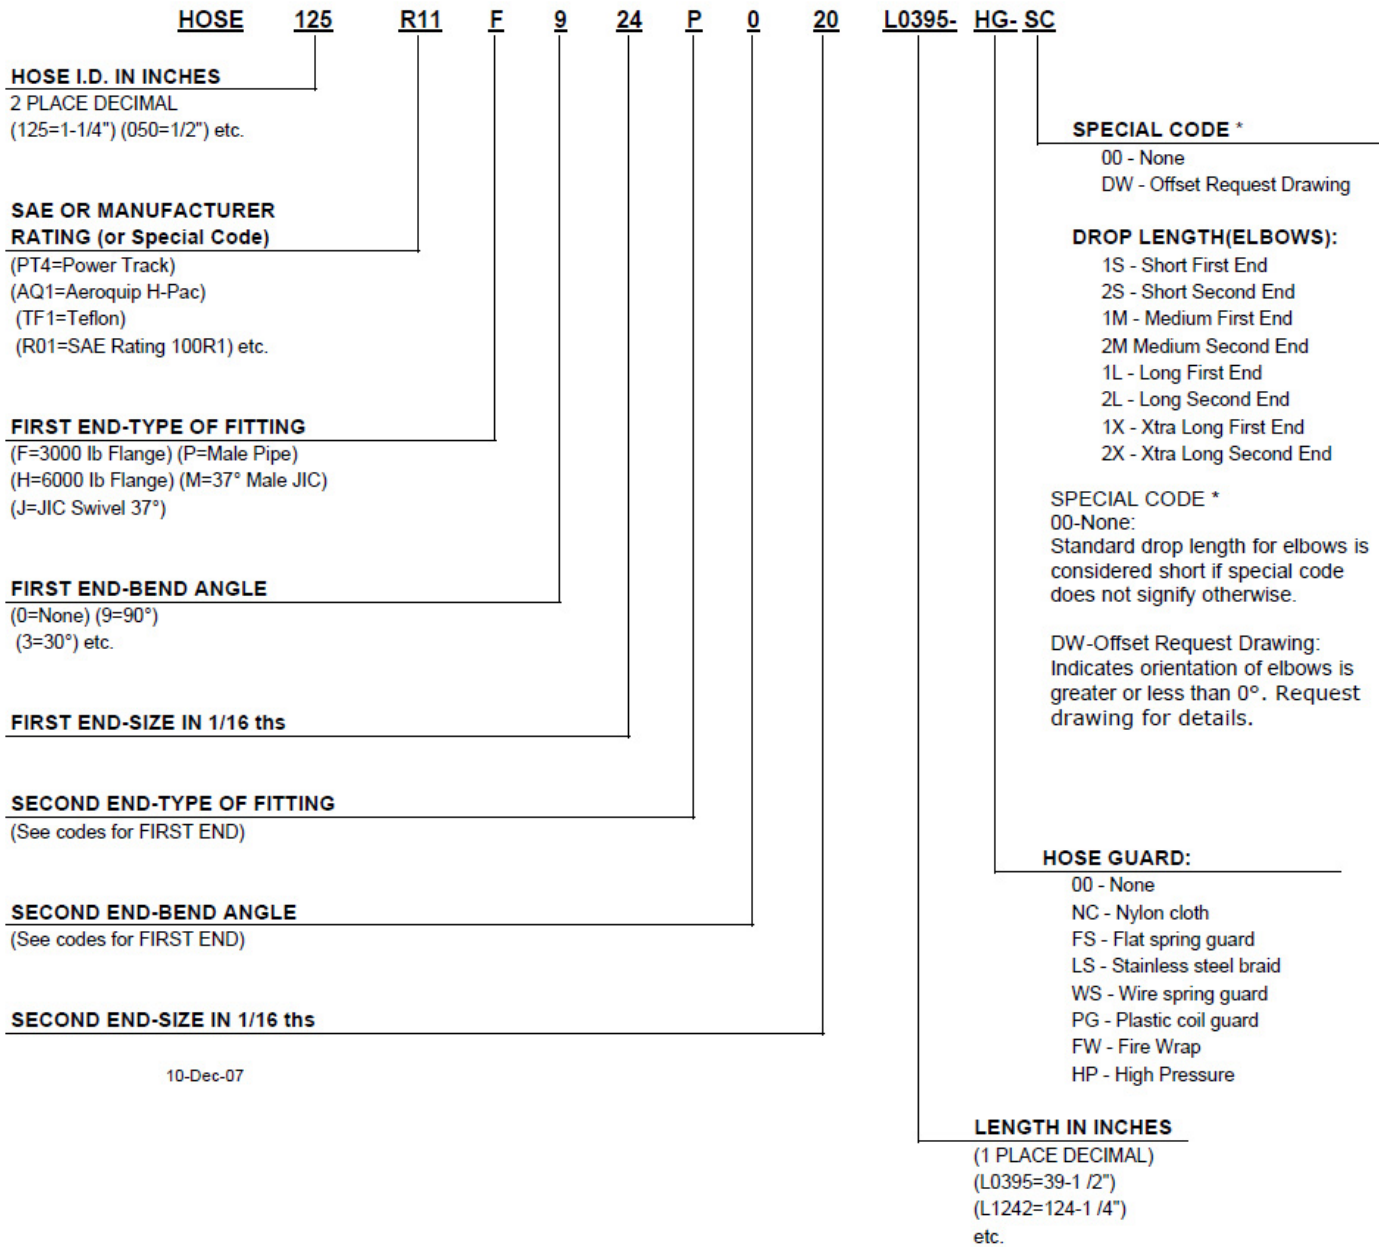 HOSE 125 R11 F 9 24 P 0 20 L0395- HG- SC
HOSE I.D. IN INCHES
2 PLACE DECIMAL
(125=1-1/4") (050=1/2") etc.
SAE OR MANUFACTURER
RATING (or Special Code)
(PT4=Power Track)
(AQ1=Aeroquip H-Pac)
(TF1=Teflon)
(R01=SAE Rating 100R1) etc.
FIRST END-TYPE OF FITTING
(F=3000 lb Flange) (P=Male Pipe)
(H=6000 lb Flange) (M=37° Male JIC)
(J=JIC Swivel 37°)
FIRST END-BEND ANGLE
(0=None) (9=90°)
(3=30°) etc.
FIRST END-SIZE IN 1/16 ths
SECOND END-TYPE OF FITTING
(See codes for FIRST END)
SECOND END-BEND ANGLE
(See codes for FIRST END)
SECOND END-SIZE IN 1/16 ths
10-Dec-07
SPECIAL CODE *
00 - None
DW - Offset Request Drawing
DROP LENGTH(ELBOWS):
1S - Short First End
2S - Short Second End
1M - Medium First End
2M Medium Second End
1L - Long First End
2L - Long Second End
1X - Xtra Long First End
2X - Xtra Long Second End
SPECIAL CODE *
00-None:
Standard drop length for elbows is
considered short if special code
does not signify otherwise.
DW-Offset Request Drawing:
Indicates orientation of elbows is
greater or less than 0°. Request
drawing for details.
HOSE GUARD:
00 - None
NC - Nylon cloth
FS - Flat spring guard
LS - Stainless steel braid
WS - Wire spring guard
PG - Plastic coil guard
FW - Fire Wrap
HP - High Pressure
LENGTH IN INCHES
(1 PLACE DECIMAL)
(L0395=39-1 /2")
(L1242=124-1 /4")
etc.